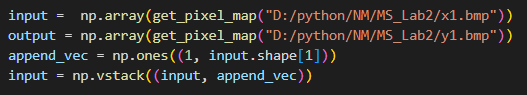 input =  np.array(get_pixel_map("D:/python/NM/MS_Lab2/x1.bmp"))
output = np.array(get_pixel_map("D:/python/NM/MS_Lab2/y1.bmp"))
append_vec = np.ones((1, input.shape[1]))
input = np.vstack((input, append_vec))